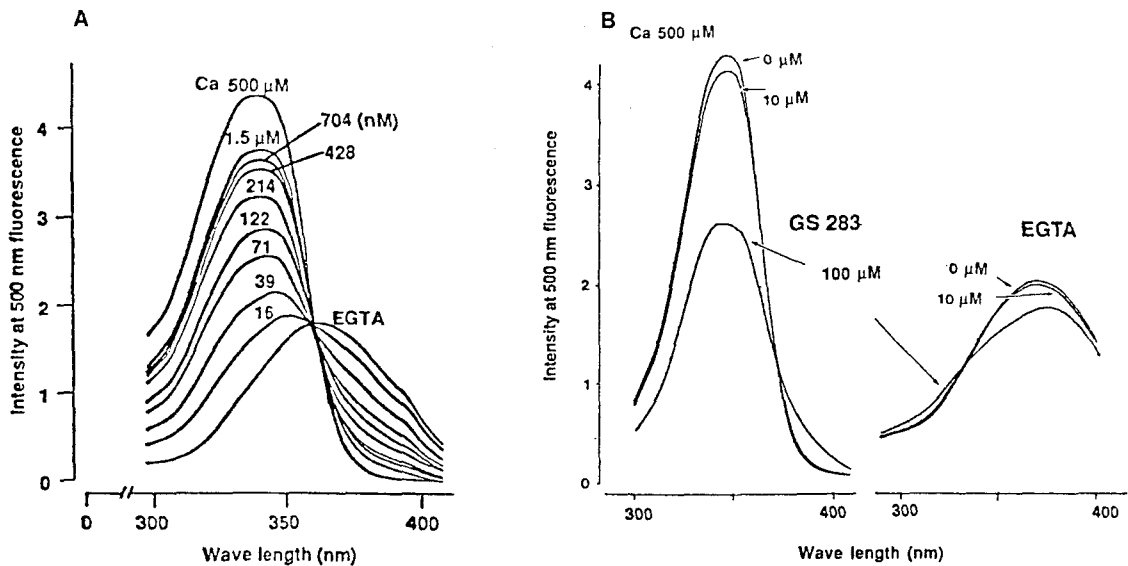 A
Intensity at 500 nm fluorescence
4
3
2
1
0
Ca 500 µM
1.5 µM
704 (nM)
428
214
122
71
39
16
EGTA
0
300
350
400
Wave length (nm)
B
Ca 500 µM
Intensity at 500 nm fluorescence
4
3
2
1
0
0 µM
10 µM
GS 283
100 µM
EGTA
0 µM
10 µM
300
400
300
400
Wave length (nm)